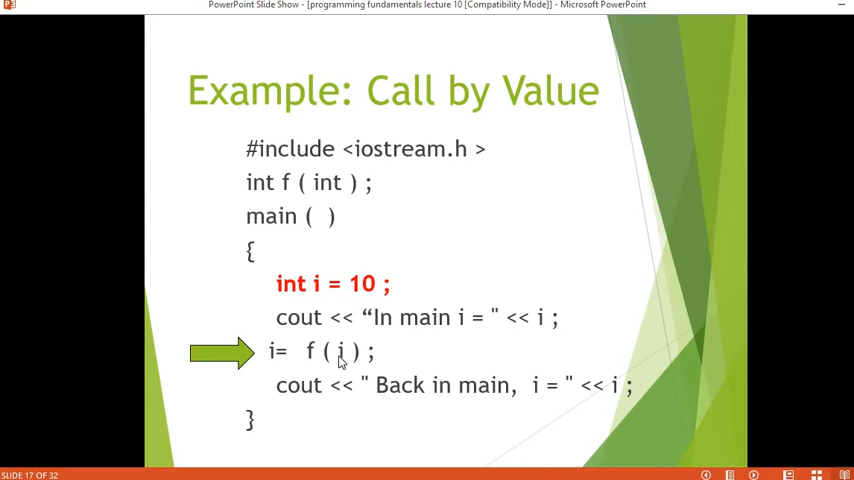 PowerPoint Slide Show - [programming fundamentals lecture 10 [Compatibility Mode]] - Microsoft PowerPoint
Example: Call by Value
#include <iostream.h >
int f ( int ) ;
main (  )
{
int i = 10 ;
cout << “In main i = " << i ;
i=  f ( i ) ;
cout << " Back in main,  i = " << i ;
}
SLIDE 17 OF 32